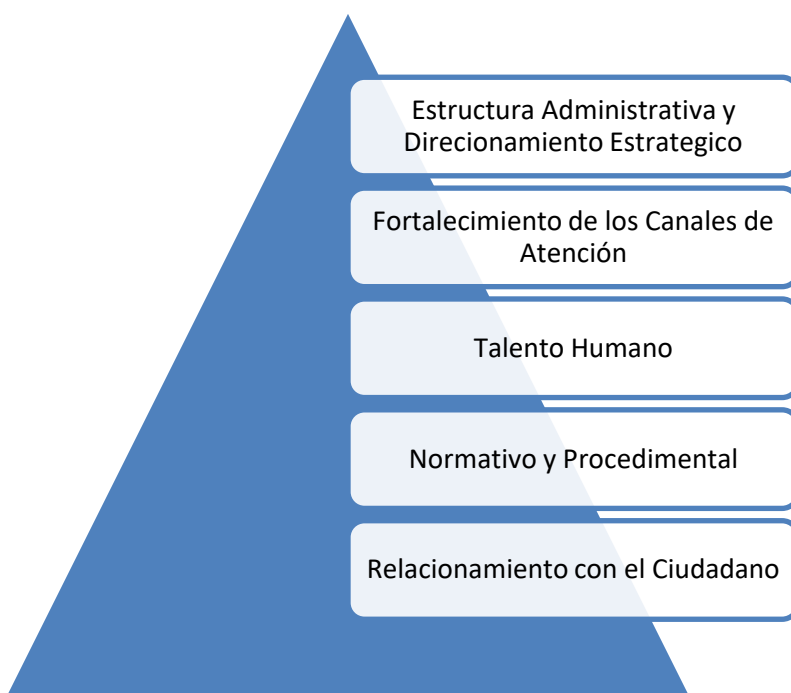 Estructura Administrativa y
Direcionamiento Estrategico
Fortalecimiento de los Canales de
Atención
Talento Humano
Normativo y Procedimental
Relacionamiento con el Ciudadano